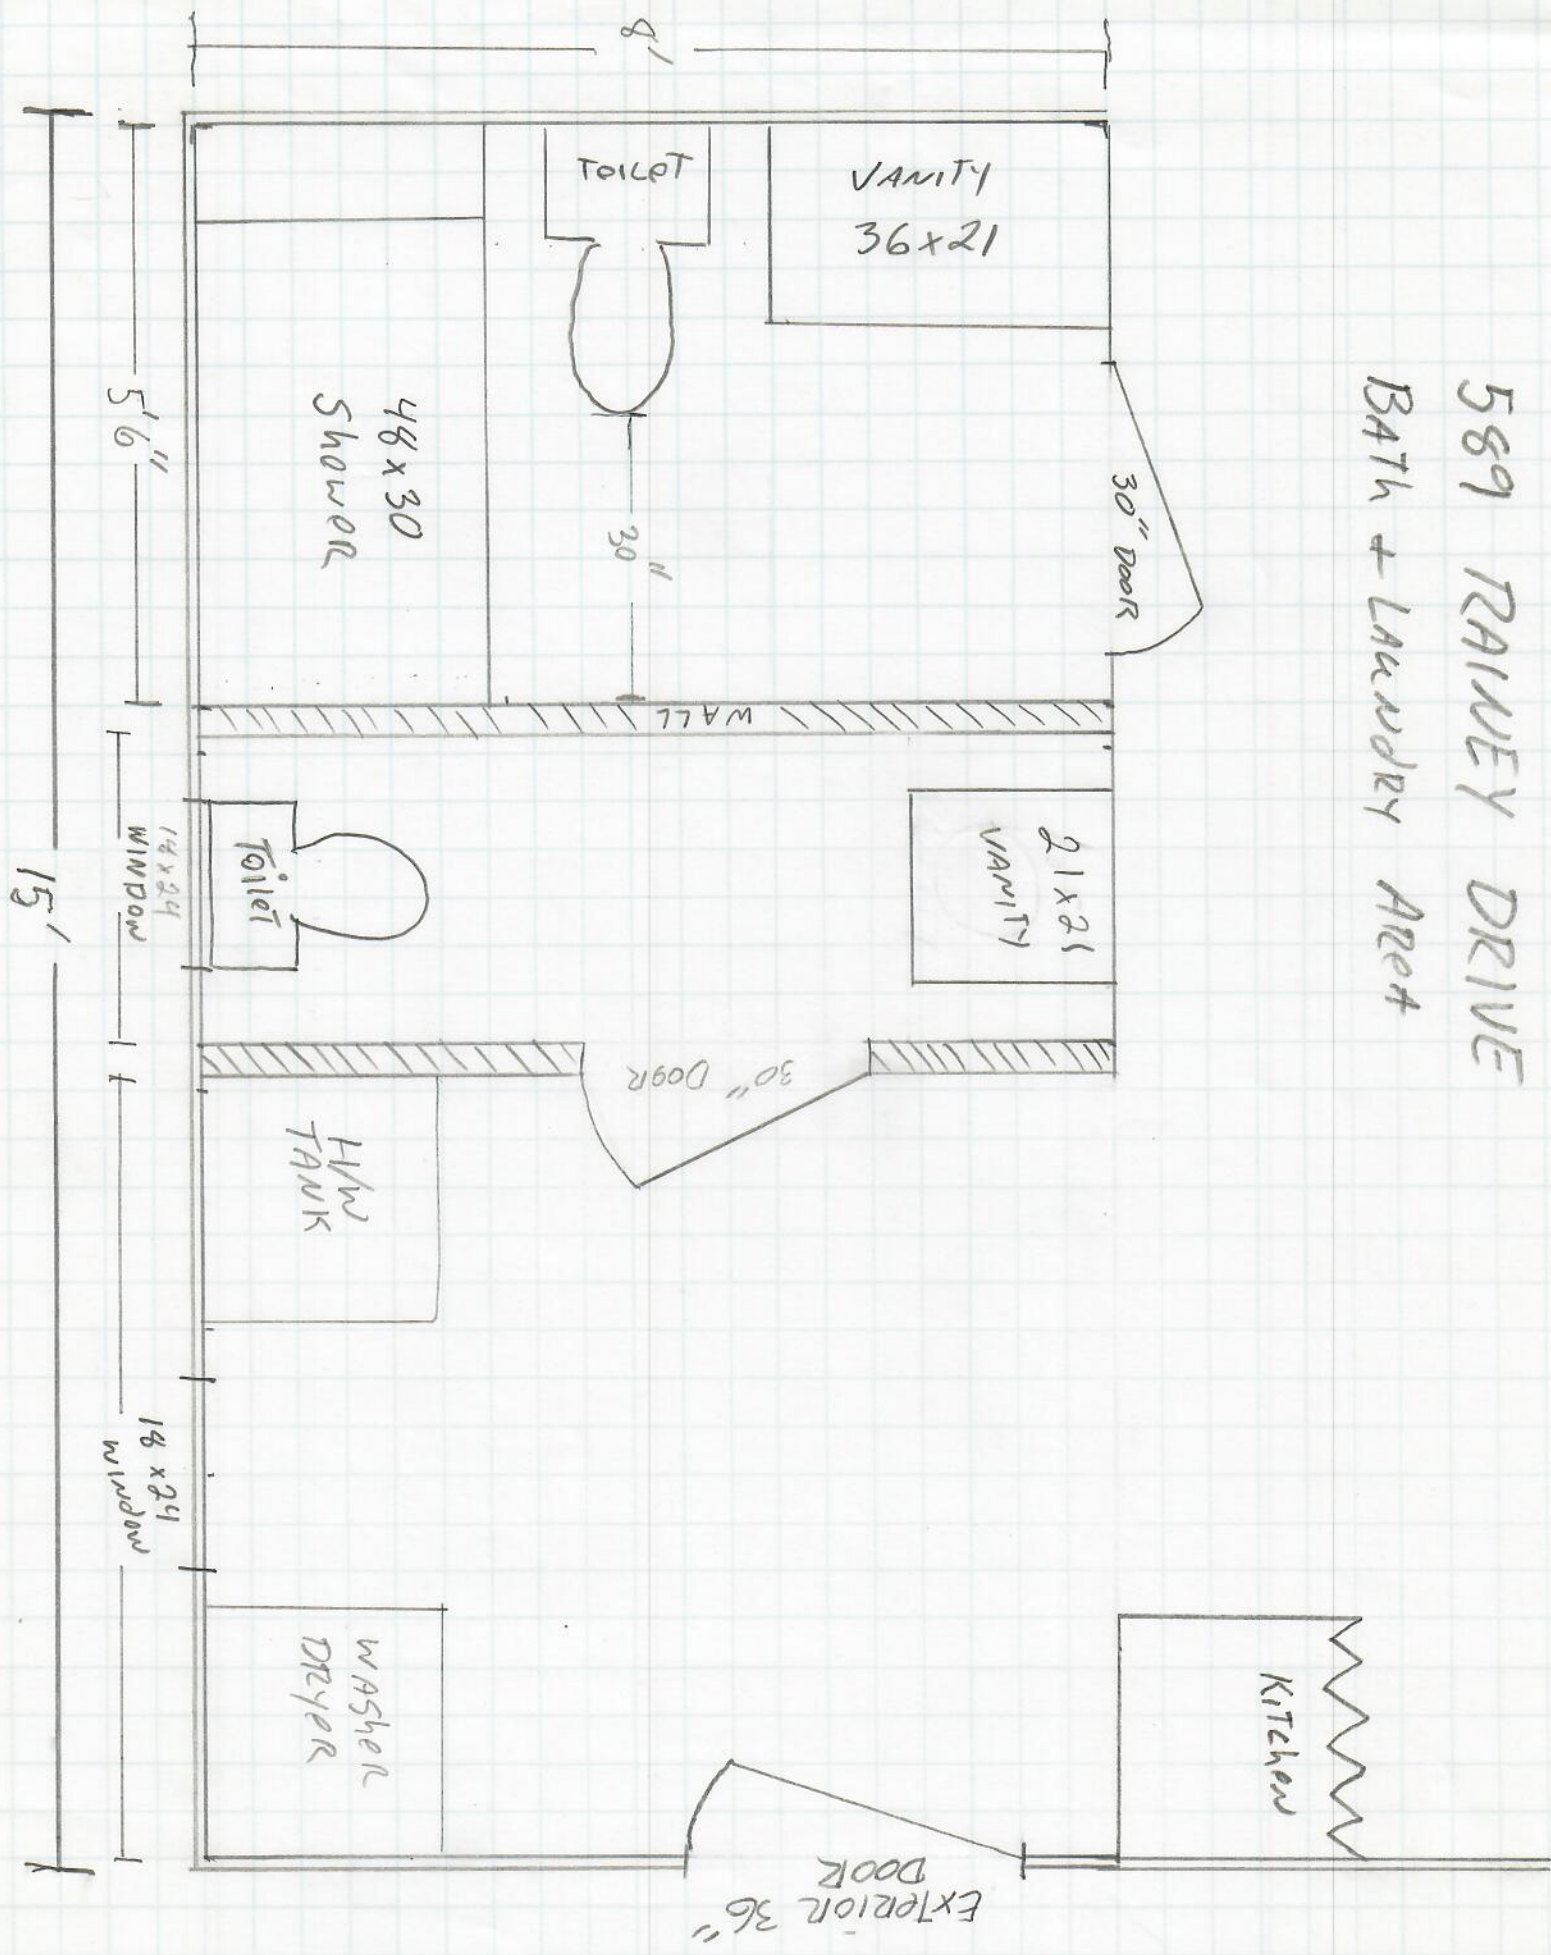 589 RAINEY DRIVE
BATH + LAUNDRY AREA
8'
TOILET
VANITY
36x21
30" DOOR
48x30
Shower
30"
5'6"
WALL
15'
14x24
WINDOW
Toilet
21x21
VANITY
30" DOOR
H/W
TANK
18x24
WINDOW
WASHER
DRYER
KITCHEN
EXTERIOR 36"
DOOR